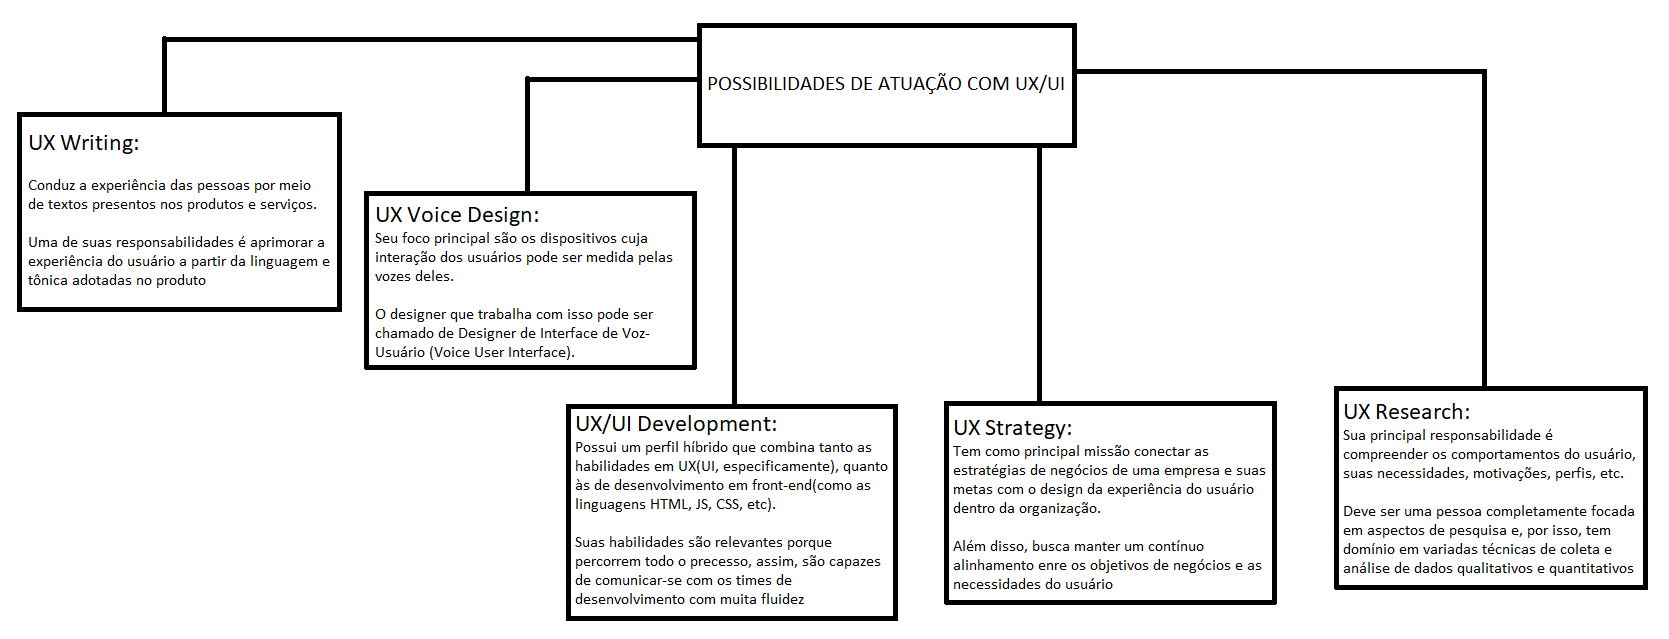 POSSIBILIDADES DE ATUAÇÃO COM UX/UI
UX Writing:
Conduz a experiência das pessoas por meio
de textos presentos nos produtos e serviços.
Uma de suas responsabilidades é aprimorar a
experiência do usuário a partir da linguagem e
tônica adotadas no produto
UX Voice Design:
Seu foco principal são os dispositivos cuja
interação dos usuários pode ser medida pelas
vozes deles.
O designer que trabalha com isso pode ser
chamado de Designer de Interface de Voz-
Usuário (Voice User Interface).
UX/UI Development:
Possui um perfil híbrido que combina tanto as
habilidades em UX(UI, especificamente), quanto
às de desenvolvimento em front-end(como as
linguagens HTML, JS, CSS, etc).
Suas habilidades são relevantes porque
percorrem todo o precesso, assim, são capazes
de comunicar-se com os times de
desenvolvimento com muita fluidez
UX Strategy:
Tem como principal missão conectar as
estratégias de negócios de uma empresa e suas
metas com o design da experiência do usuário
dentro da organização.
Além disso, busca manter um contínuo
alinhamento enre os objetivos de negócios e as
necessidades do usuário
UX Research:
Sua principal responsabilidade é
compreender os comportamentos do usuário,
suas necessidades, motivações, perfis, etc.
Deve ser uma pessoa completamente focada
em aspectos de pesquisa e, por isso, tem
domínio em variadas técnicas de coleta e
análise de dados qualitativos e quantitativos